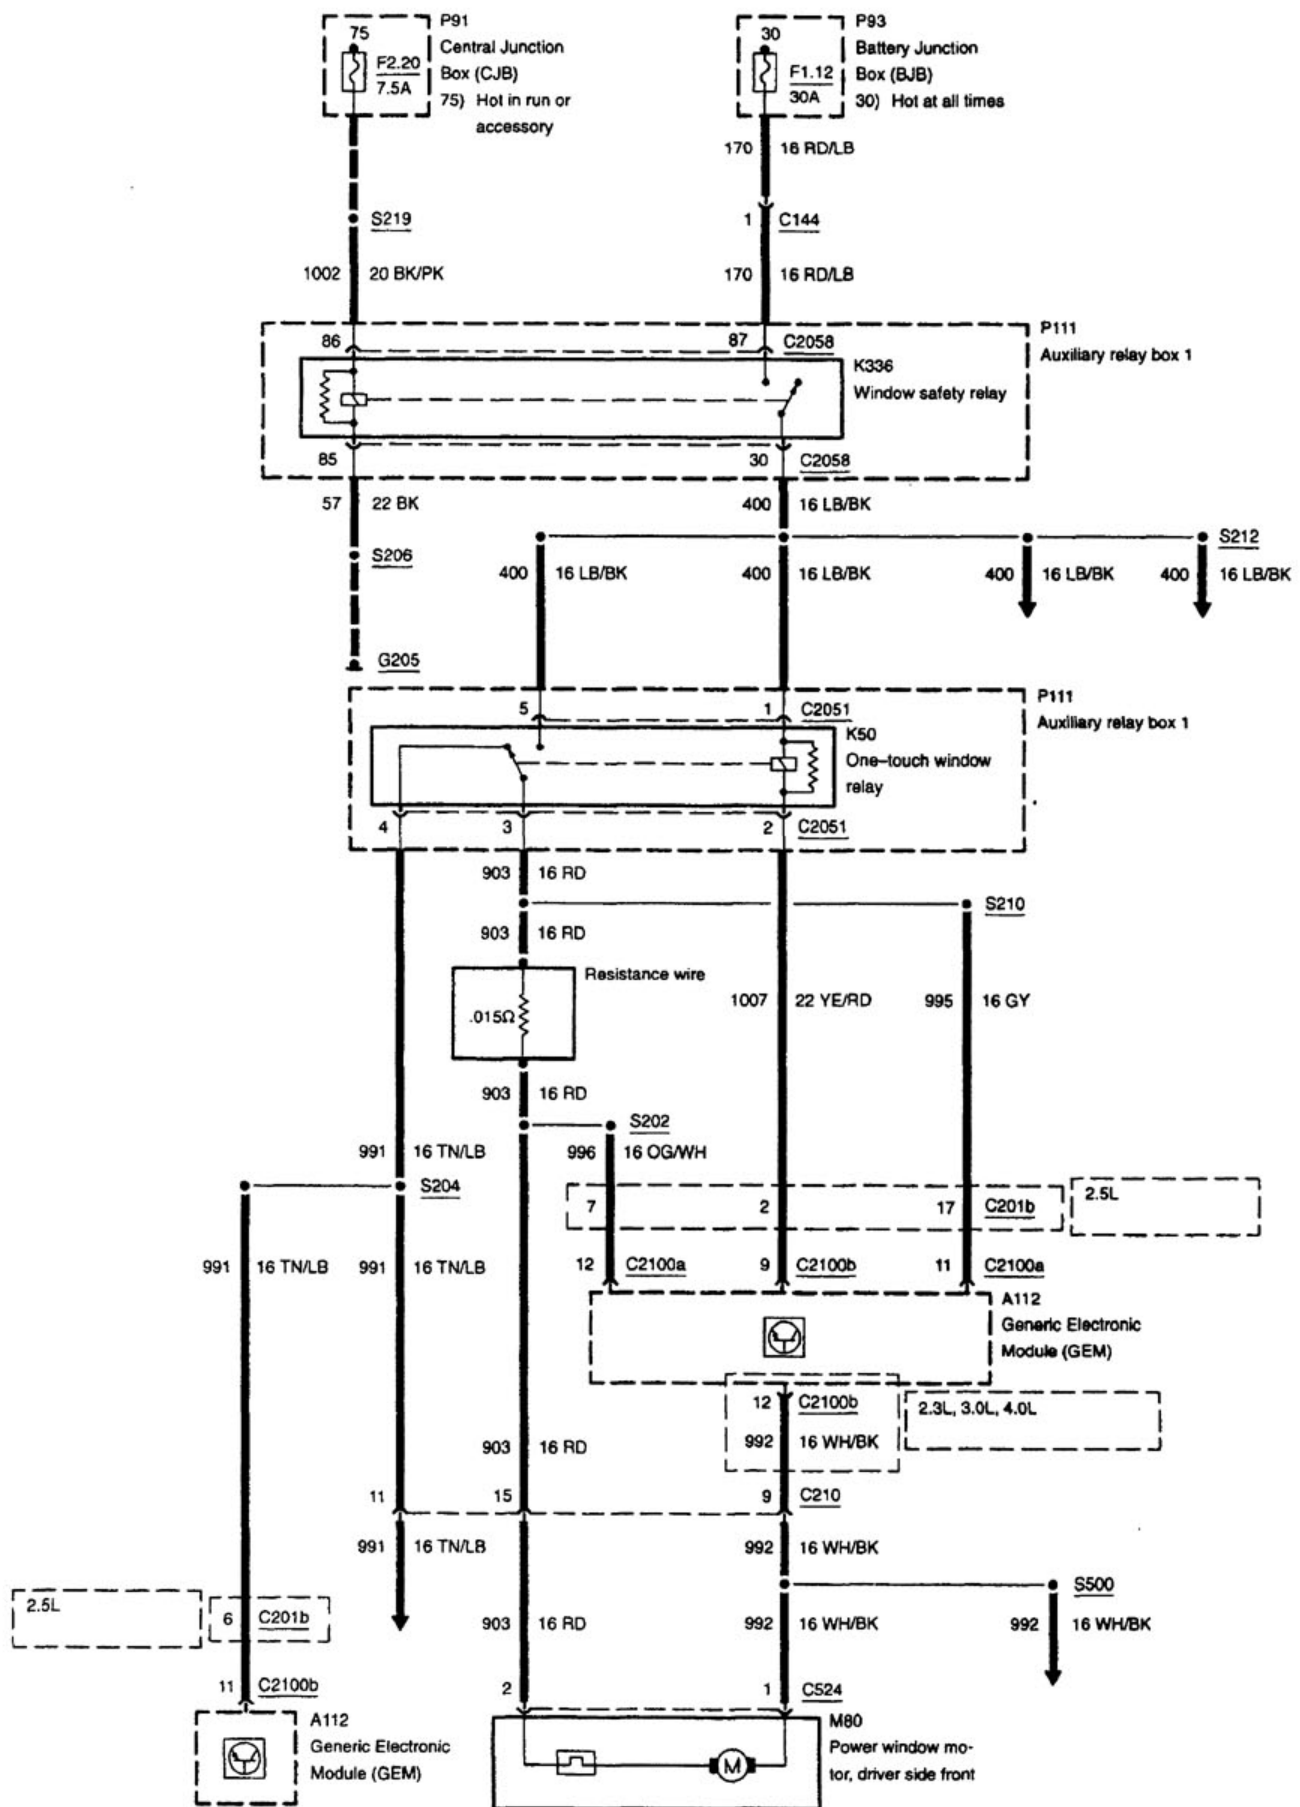 75
F2.20
7.5A
P91
Central Junction
Box (CJB)
75) Hot in run or
accessory
30
F1.12
30A
P93
Battery Junction
Box (BJB)
30) Hot at all times
170 16 RD/LB
S219
1 C144
1002 20 BK/PK
170 16 RD/LB
P111
Auxiliary relay box 1
86
87 C2058
K336
Window safety relay
85
30 C2058
57 22 BK
400 16 LB/BK
S212
S206
400 16 LB/BK
400 16 LB/BK
400 16 LB/BK
400 16 LB/BK
G205
P111
Auxiliary relay box 1
5
1 C2051
K50
One-touch window
relay
4
3
2 C2051
903 16 RD
S210
903 16 RD
Resistance wire
.015Ω
1007 22 YE/RD
995 16 GY
903 16 RD
S202
991 16 TN/LB
996 16 OG/WH
S204
7
2
17 C201b
2.5L
991 16 TN/LB
991 16 TN/LB
12 C2100a
9 C2100b
11 C2100a
A112
Generic Electronic
Module (GEM)
12 C2100b
2.3L, 3.0L, 4.0L
903 16 RD
992 16 WH/BK
11
15
9 C210
991 16 TN/LB
992 16 WH/BK
S500
2.5L
6 C201b
903 16 RD
992 16 WH/BK
992 16 WH/BK
11 C2100b
2
1 C524
A112
Generic Electronic
Module (GEM)
M
M80
Power window mo-
tor, driver side front